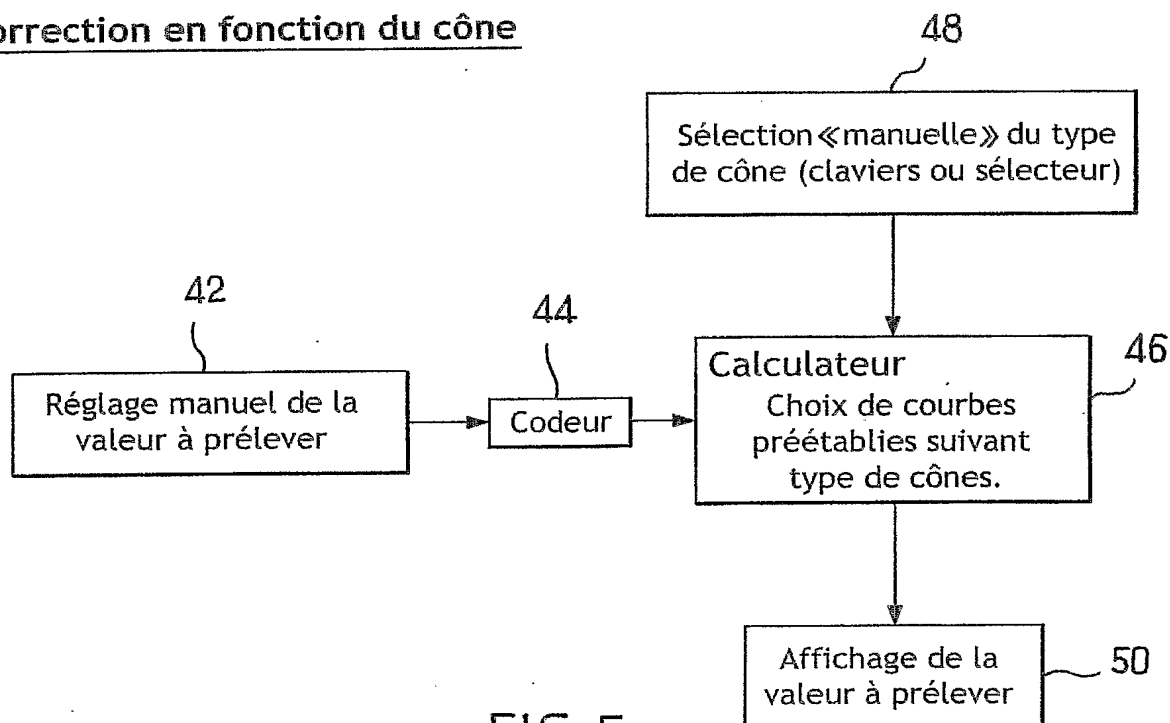 orrection en fonction du cône
48
Sélection ≪manuelle≫ du type
de cône (claviers ou sélecteur)
42
44
46
Réglage manuel de la
valeur à prélever
Codeur
Calculateur
Choix de courbes
préétablies suivant
type de cônes.
Affichage de la
valeur à prélever
50